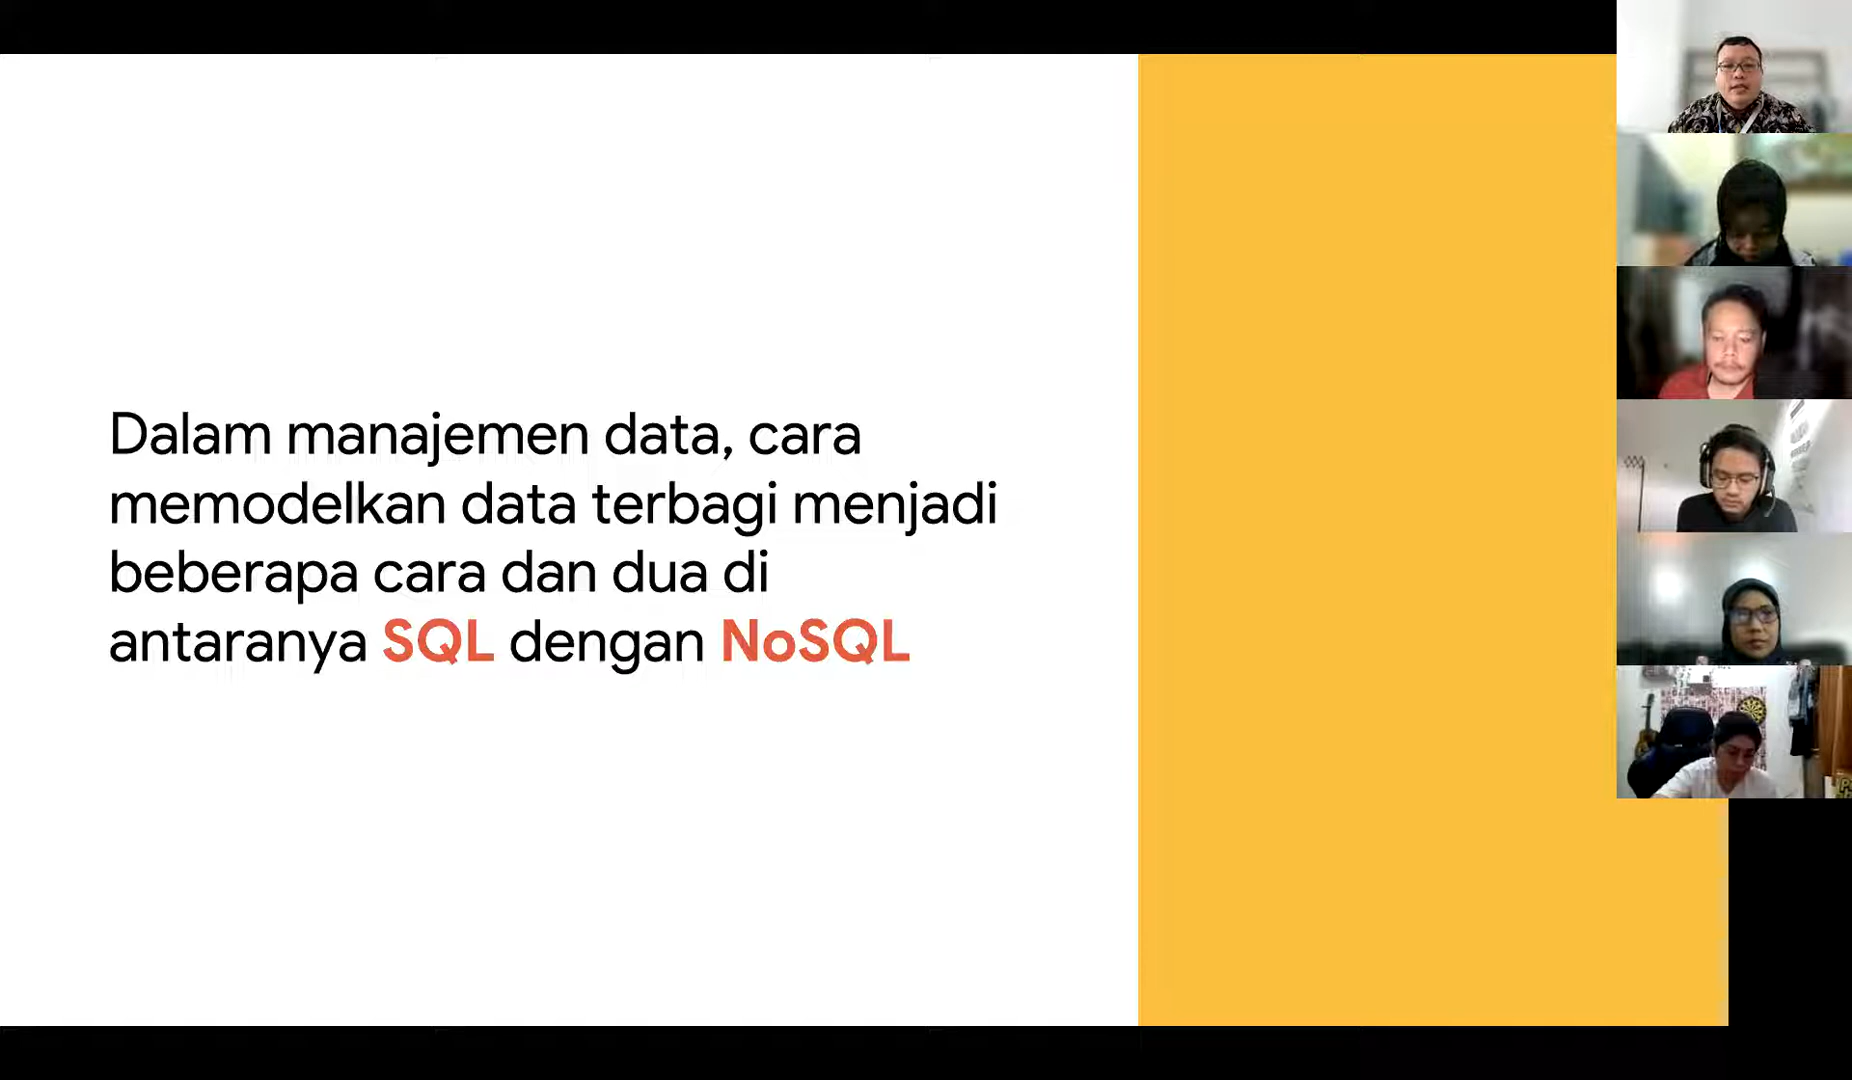 Dalam manajemen data, cara
memodelkan data terbagi menjadi
beberapa cara dan dua di
antaranya SQL dengan NoSQL